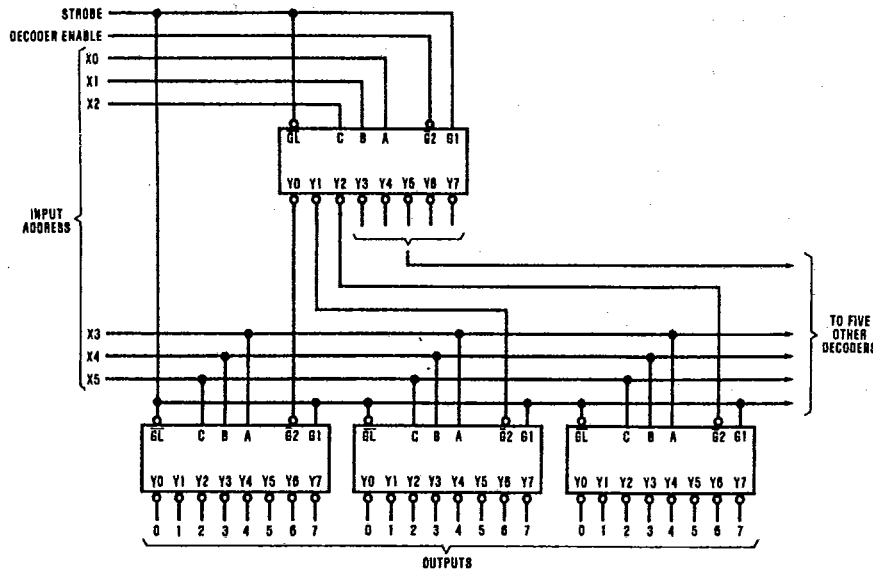 STROBE
DECODER ENABLE
X0
X1
X2
GL C B A G2 G1
Y0 Y1 Y2 Y3 Y4 Y5 Y6 Y7
INPUT
ADDRESS
X3
X4
X5
TO FIVE
OTHER
DECODERS
GL C B A G2 G1 GL C B A G2 G1 GL C B A G2 G1
Y0 Y1 Y2 Y3 Y4 Y5 Y6 Y7 Y0 Y1 Y2 Y3 Y4 Y5 Y6 Y7 Y0 Y1 Y2 Y3 Y4 Y5 Y6 Y7
0 1 2 3 4 5 6 7 0 1 2 3 4 5 6 7 0 1 2 3 4 5 6 7
OUTPUTS